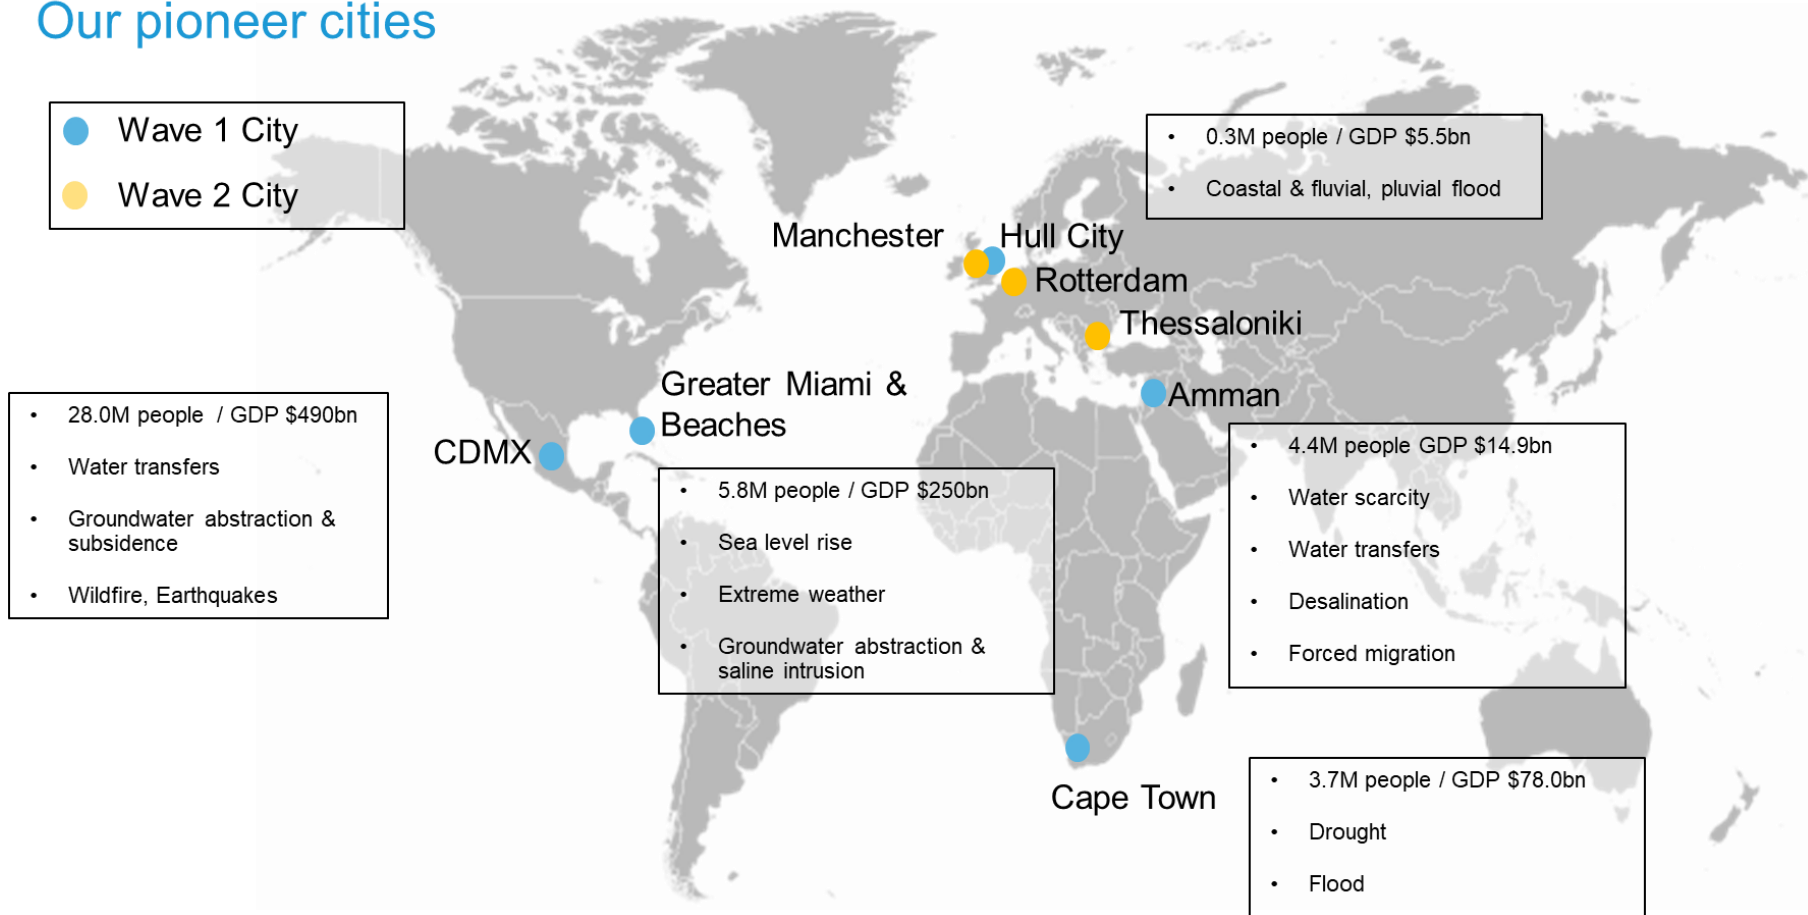 Our pioneer cities
Wave 1 City
Wave 2 City
• 0.3M people / GDP $5.5bn
• Coastal & fluvial, pluvial flood
Manchester
Hull City
Rotterdam
Thessaloniki
Amman
Greater Miami &
Beaches
CDMX
• 28.0M people / GDP $490bn
• Water transfers
• Groundwater abstraction &
subsidence
• Wildfire, Earthquakes
• 5.8M people / GDP $250bn
• Sea level rise
• Extreme weather
• Groundwater abstraction &
saline intrusion
• 4.4M people GDP $14.9bn
• Water scarcity
• Water transfers
• Desalination
• Forced migration
Cape Town
• 3.7M people / GDP $78.0bn
• Drought
• Flood